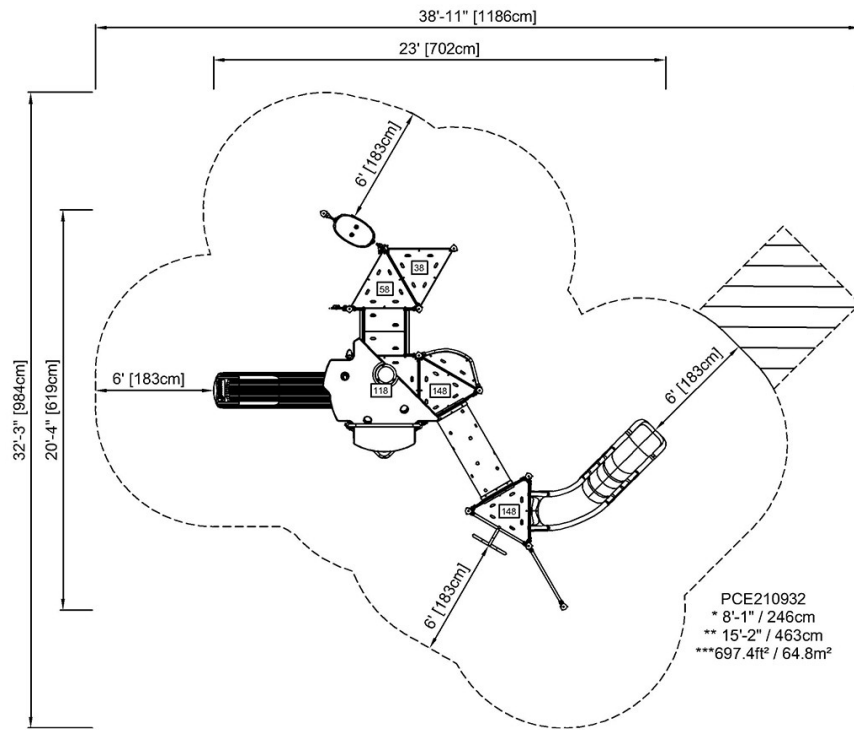 38'-11" [1186cm]
23' [702cm]
6' [183cm]
32'-3" [984cm]
20'-4" [619cm]
38
58
6' [183cm]
118
148
6' [183cm]
148
6' [183cm]
PCE210932
* 8'-1" / 246cm
** 15'-2" / 463cm
***697.4ft² / 64.8m²